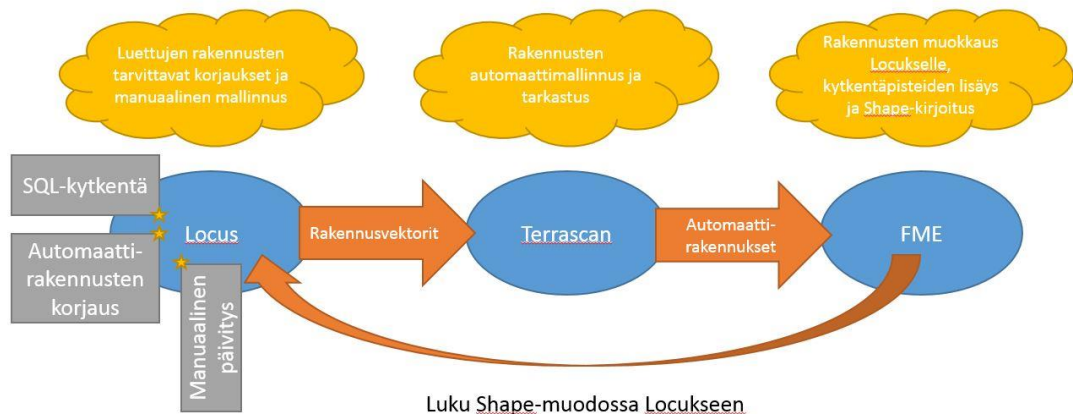 Luettujen rakennusten
tarvittavat korjaukset ja
manuaalinen mallinnus
Rakennusten
automaattimallinnus ja
tarkastus
Rakennusten muokkaus
Locukselle,
kytkentäpisteiden lisäys
ja Shape-kirjoitus
SQL-kytkentä
Automaatti-
rakennusten
korjaus
Manuaalinen
päivitys
Locus
Rakennusvektorit
Terrascan
Automaatti-
rakennukset
FME
Luku Shape-muodossa Locukseen